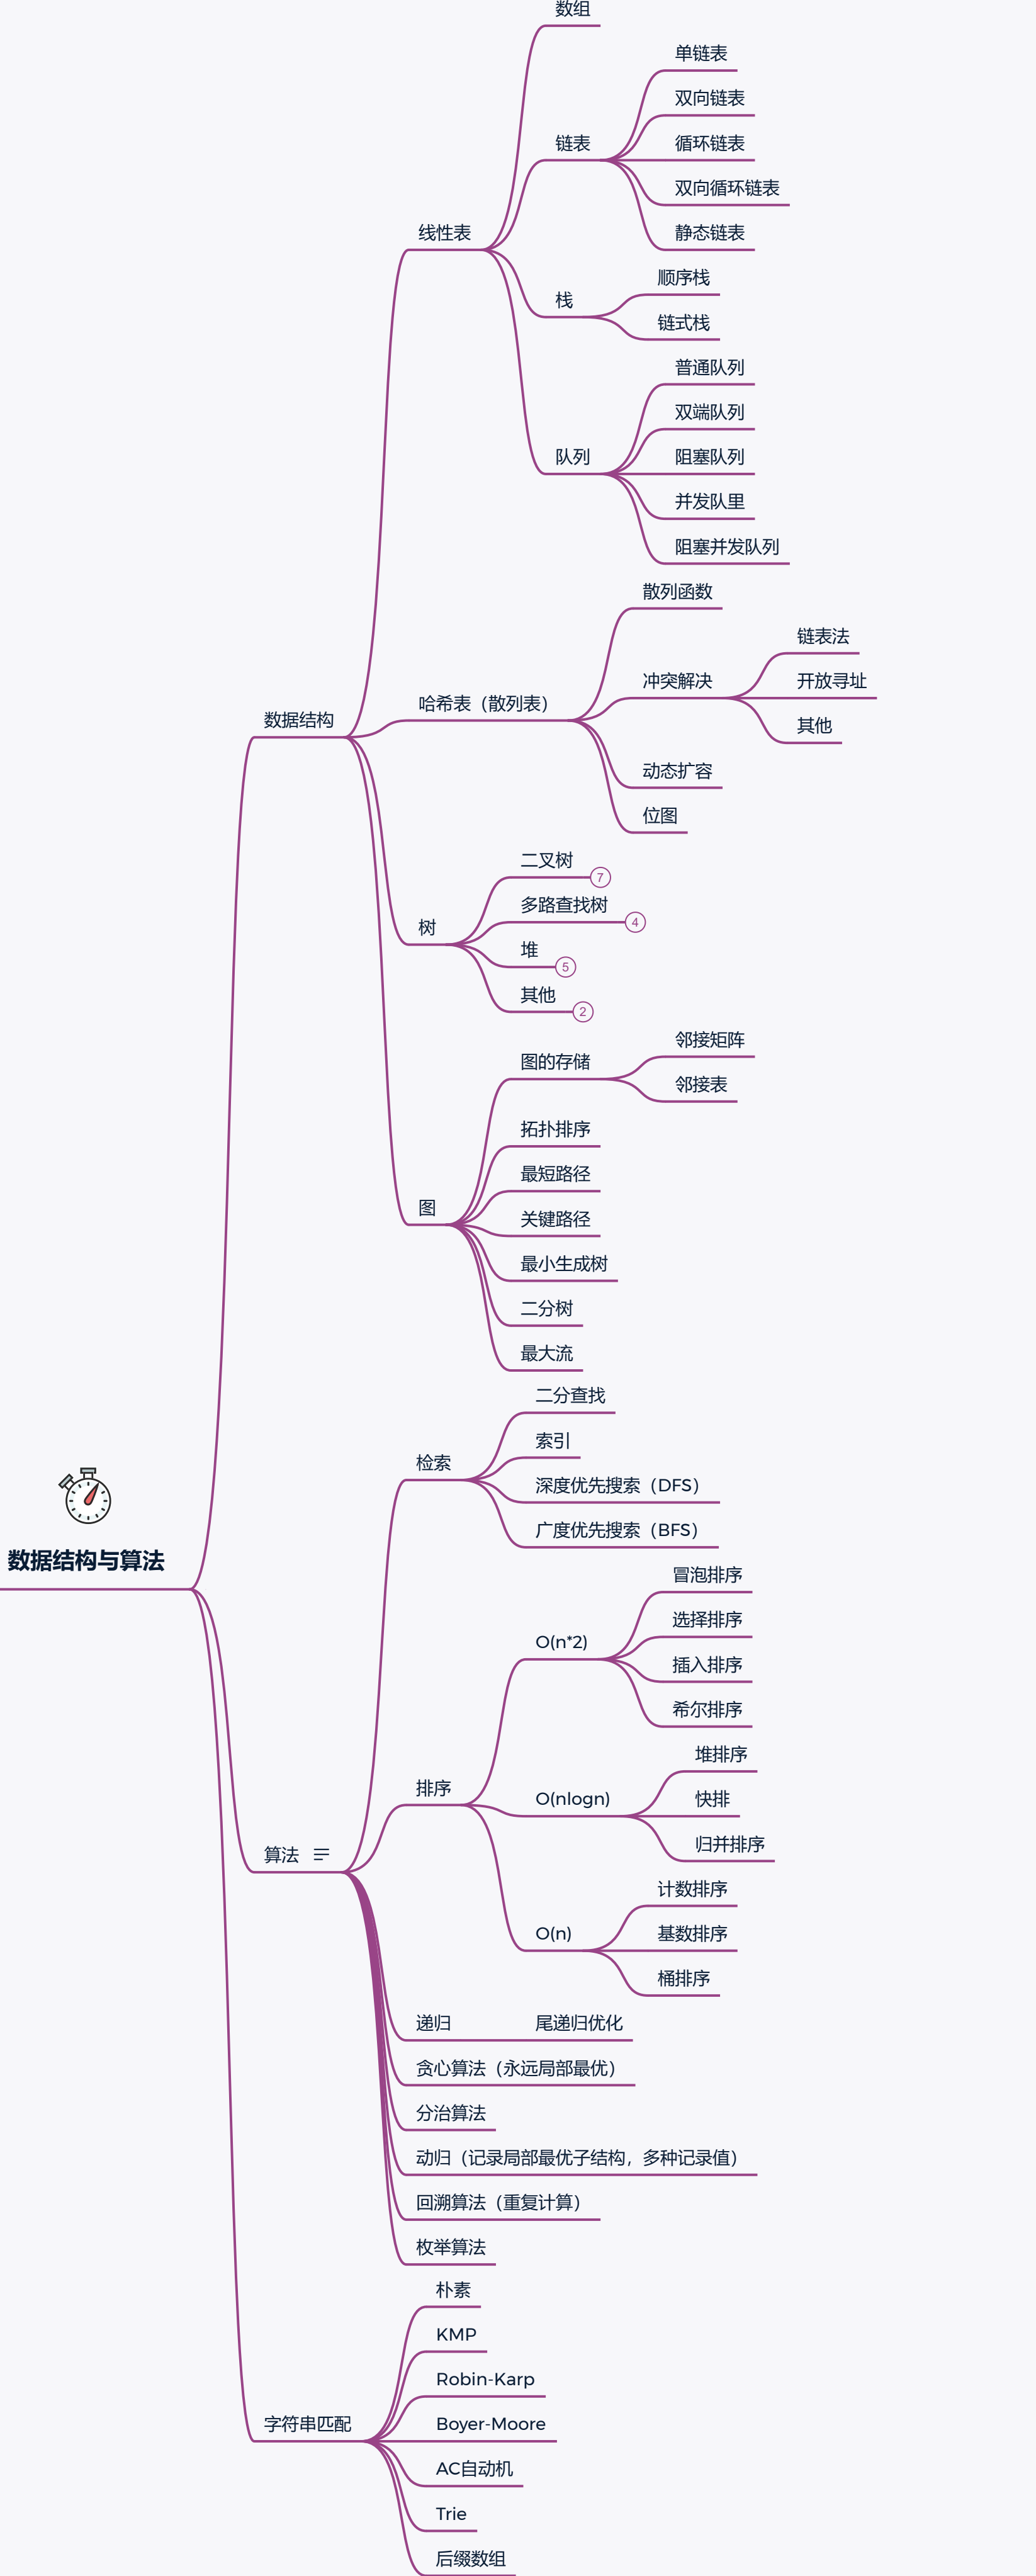 数据结构与算法
数据结构
线性表
数组
链表
单链表
双向链表
循环链表
双向循环链表
静态链表
栈
顺序栈
链式栈
队列
普通队列
双端队列
阻塞队列
并发队里
阻塞并发队列
哈希表（散列表）
散列函数
冲突解决
链表法
开放寻址
其他
动态扩容
位图
树
二叉树 7
多路查找树 4
堆 5
其他 2
图
图的存储
邻接矩阵
邻接表
拓扑排序
最短路径
关键路径
最小生成树
二分树
最大流
算法
检索
二分查找
索引
深度优先搜索（DFS）
广度优先搜索（BFS）
排序
O(n*2)
冒泡排序
选择排序
插入排序
希尔排序
O(nlogn)
堆排序
快排
归并排序
O(n)
计数排序
基数排序
桶排序
递归
尾递归优化
贪心算法（永远局部最优）
分治算法
动归（记录局部最优子结构，多种记录值）
回溯算法（重复计算）
枚举算法
字符串匹配
朴素
KMP
Robin-Karp
Boyer-Moore
AC自动机
Trie
后缀数组